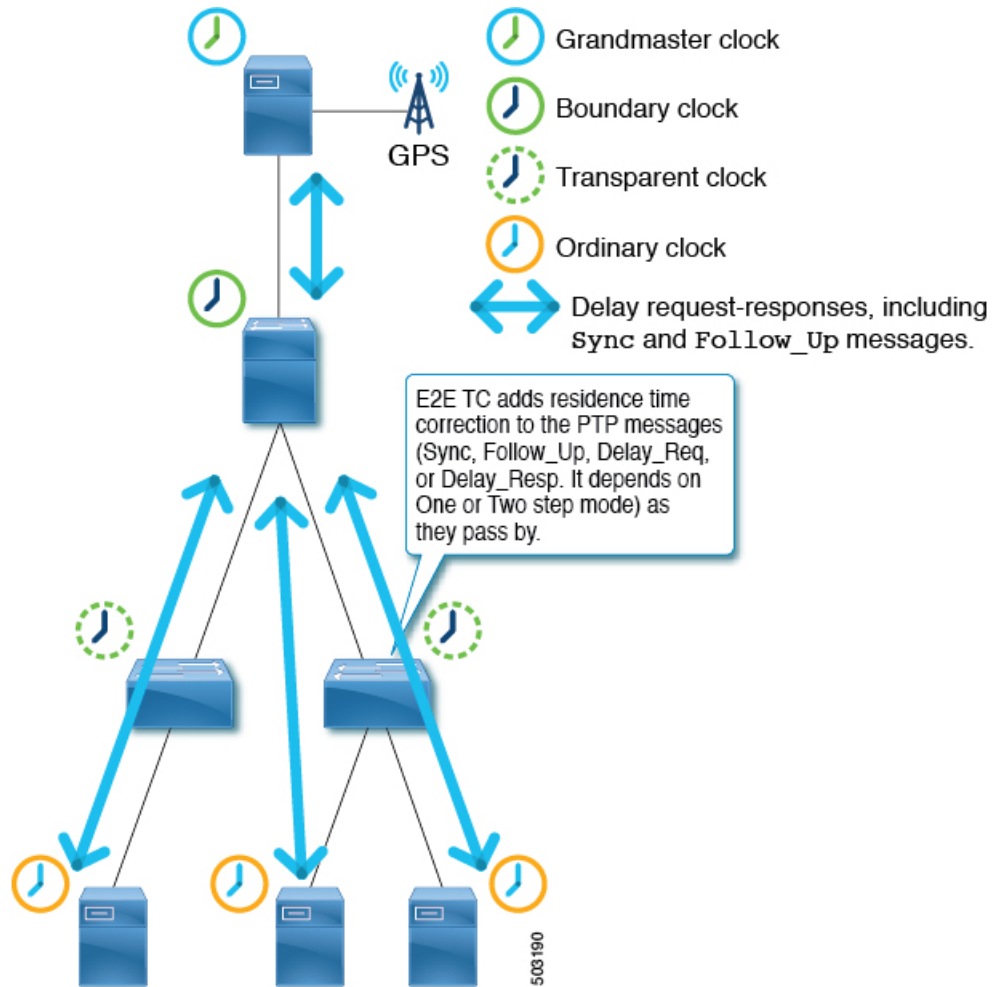 Grandmaster clock
GPS
Boundary clock
Transparent clock
Ordinary clock
Delay request-responses, including
Sync and Follow_Up messages.
E2E TC adds residence time
correction to the PTP messages
(Sync, Follow_Up, Delay_Req,
or Delay_Resp. It depends on
One or Two step mode) as
they pass by.
503190